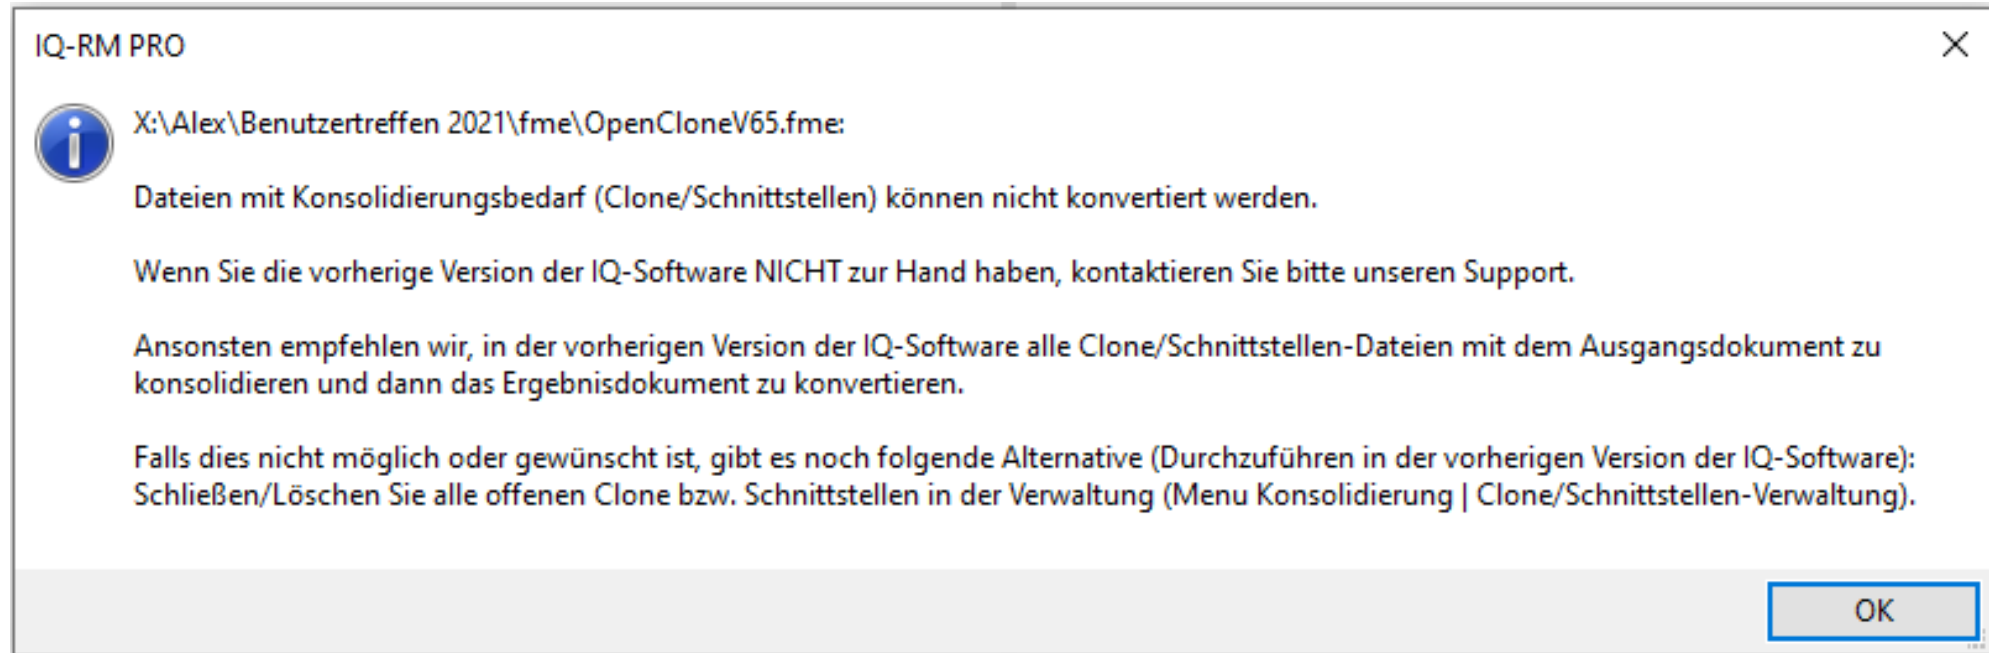 IQ-RM PRO
X:\Alex\Benutzertreffen 2021\fme\OpenCloneV65.fme:
Dateien mit Konsolidierungsbedarf (Clone/Schnittstellen) können nicht konvertiert werden.
Wenn Sie die vorherige Version der IQ-Software NICHT zur Hand haben, kontaktieren Sie bitte unseren Support.
Ansonsten empfehlen wir, in der vorherigen Version der IQ-Software alle Clone/Schnittstellen-Dateien mit dem Ausgangsdokument zu
konsolidieren und dann das Ergebnisdokument zu konvertieren.
Falls dies nicht möglich oder gewünscht ist, gibt es noch folgende Alternative (Durchzuführen in der vorherigen Version der IQ-Software):
Schließen/Löschen Sie alle offenen Clone bzw. Schnittstellen in der Verwaltung (Menu Konsolidierung | Clone/Schnittstellen-Verwaltung).
OK